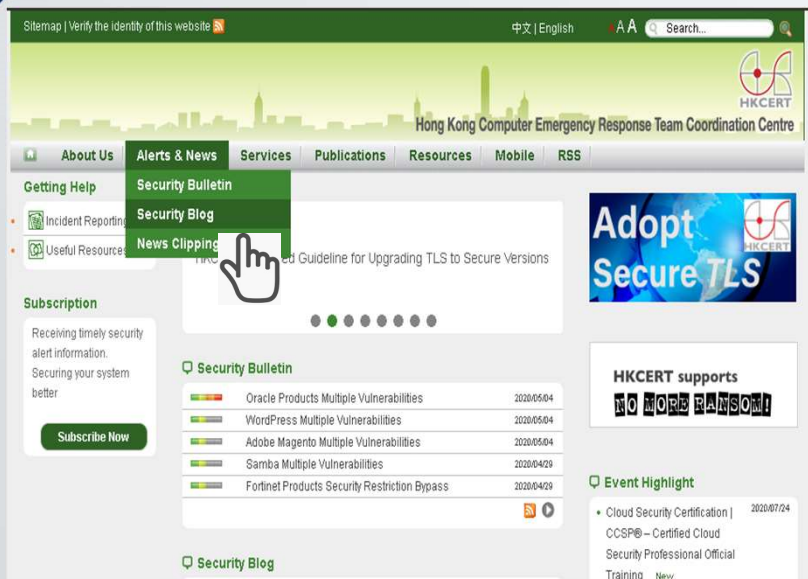 Sitemap | Verify the identity of this website
中文 | English
A A A
Search...
HKCERT
Hong Kong Computer Emergency Response Team Coordination Centre
About Us Alerts & News Services Publications Resources Mobile RSS
Getting Help
Incident Reporting
Useful Resources
Security Bulletin
Security Blog
News Clipping
Guideline for Upgrading TLS to Secure Versions
Adopt
Secure TLS
HKCERT
Subscription
Receiving timely security
alert information.
Securing your system
better
Subscribe Now
Security Bulletin
Oracle Products Multiple Vulnerabilities 2020/05/04
WordPress Multiple Vulnerabilities 2020/05/04
Adobe Magento Multiple Vulnerabilities 2020/05/04
Samba Multiple Vulnerabilities 2020/04/29
Fortinet Products Security Restriction Bypass 2020/04/29
Security Blog
HKCERT supports
NO MORE RANSOM!
Event Highlight
Cloud Security Certification | 2020/07/24
CCSP® – Certified Cloud
Security Professional Official
Training New